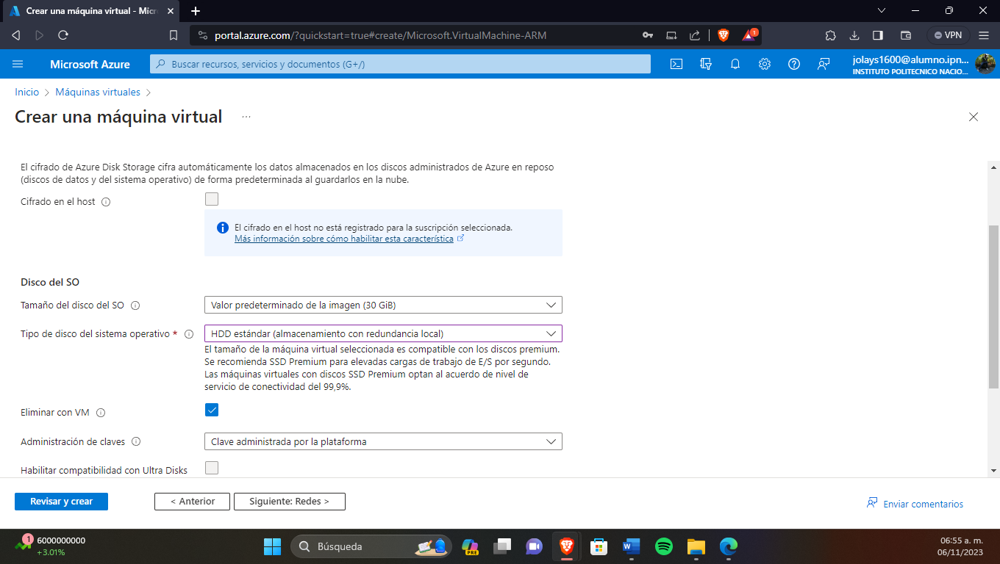 Crear una máquina virtual - Micr
portal.azure.com/?quickstart=true#create/Microsoft.VirtualMachine-ARM
1
VPN
Microsoft Azure
Buscar recursos, servicios y documentos (G+/)
jolays1600@alumno.ipn...
INSTITUTO POLITECNICO NACIO...
Inicio > Máquinas virtuales >
Crear una máquina virtual ...
El cifrado de Azure Disk Storage cifra automáticamente los datos almacenados en los discos administrados de Azure en reposo
(discos de datos y del sistema operativo) de forma predeterminada al guardarlos en la nube.
Cifrado en el host
El cifrado en el host no está registrado para la suscripción seleccionada.
Más información sobre cómo habilitar esta característica
Disco del SO
Tamaño del disco del SO
Valor predeterminado de la imagen (30 GiB)
Tipo de disco del sistema operativo *
HDD estándar (almacenamiento con redundancia local)
El tamaño de la máquina virtual seleccionada es compatible con los discos premium.
Se recomienda SSD Premium para elevadas cargas de trabajo de E/S por segundo.
Las máquinas virtuales con discos SSD Premium optan al acuerdo de nivel de
servicio de conectividad del 99,9%.
Eliminar con VM
Administración de claves
Clave administrada por la plataforma
Habilitar compatibilidad con Ultra Disks
Revisar y crear
< Anterior
Siguiente: Redes >
Enviar comentarios
1
6000000000
+3.01%
Búsqueda
PRE
06:55 a. m.
06/11/2023